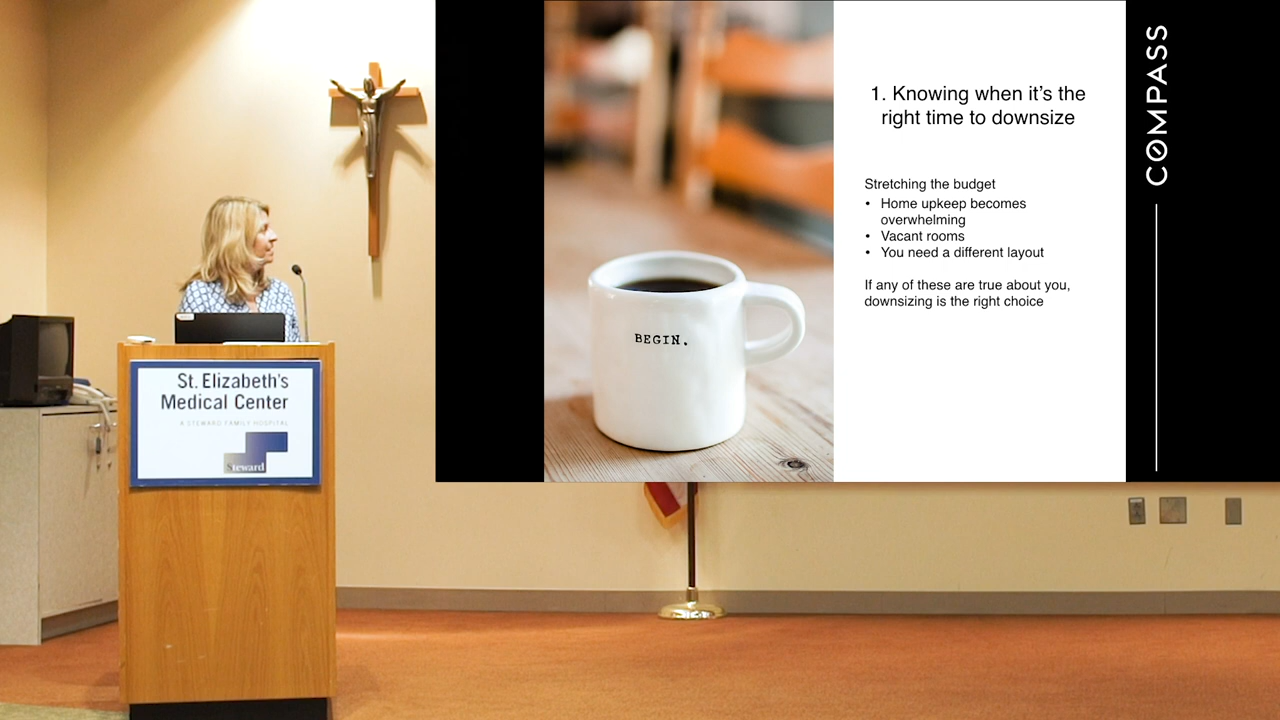 St. Elizabeth's
Medical Center
A STEWARD FAMILY HOSPITAL
Steward
BEGIN.
1. Knowing when it’s the
right time to downsize
Stretching the budget
• Home upkeep becomes
overwhelming
• Vacant rooms
• You need a different layout
If any of these are true about you,
downsizing is the right choice
COMPASS